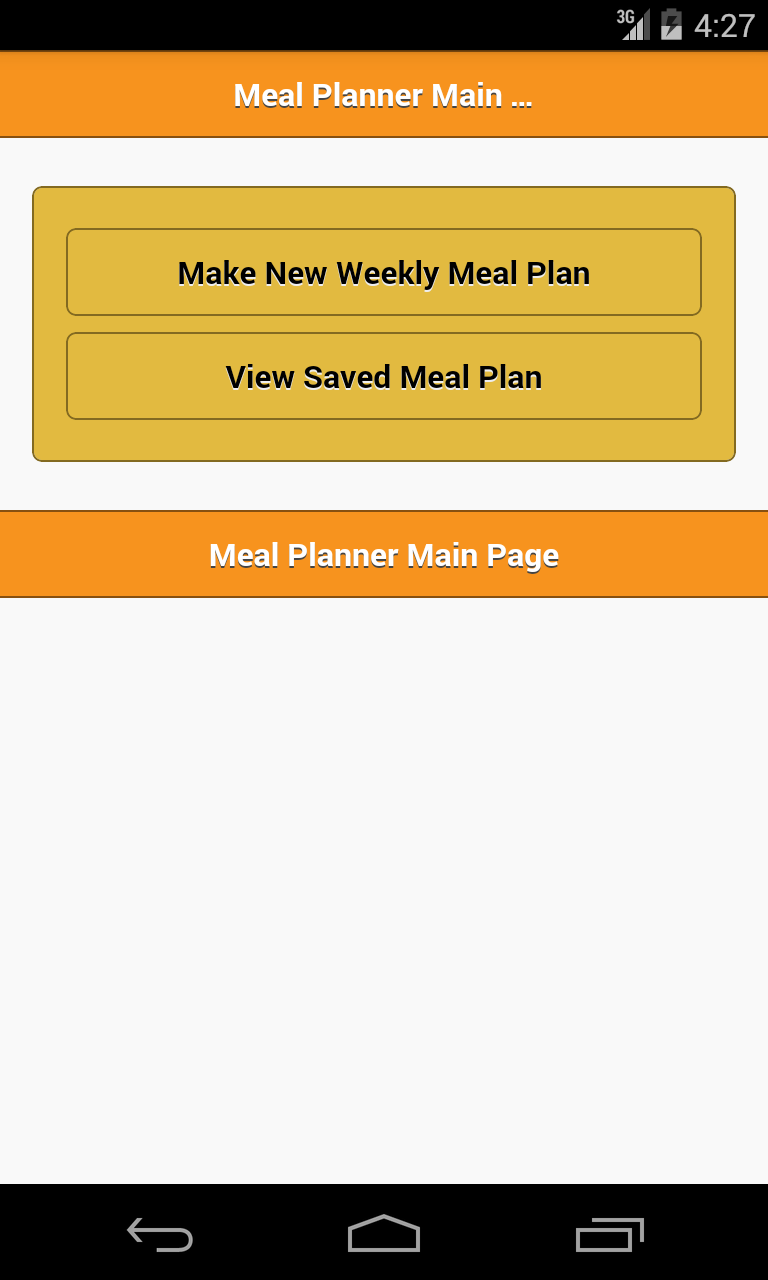 3G 4:27
Meal Planner Main ...
Make New Weekly Meal Plan
View Saved Meal Plan
Meal Planner Main Page